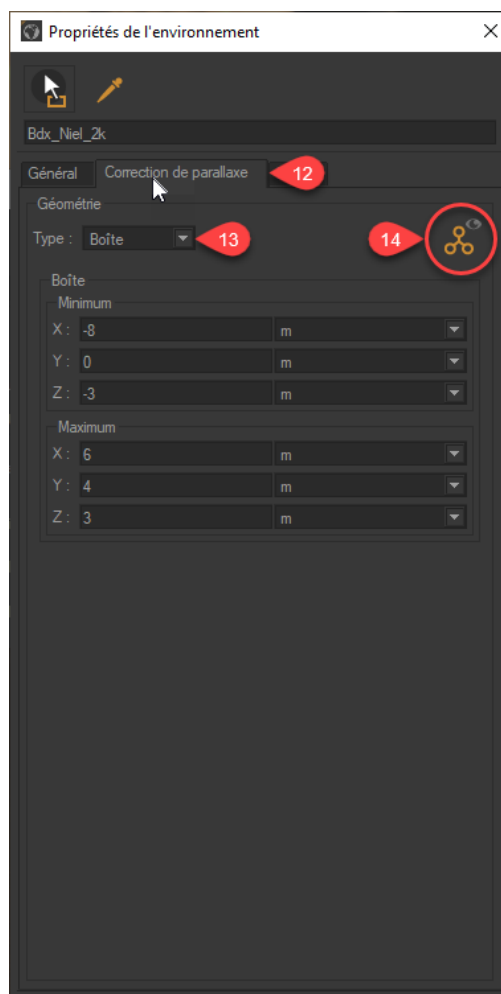 Propriétés de l'environnement
Bdx_Niel_2k
Général Correction de parallaxe 12
Géométrie
Type : Boîte 13 14
Boîte
Minimum
X : -8 m
Y : 0 m
Z : -3 m
Maximum
X : 6 m
Y : 4 m
Z : 3 m